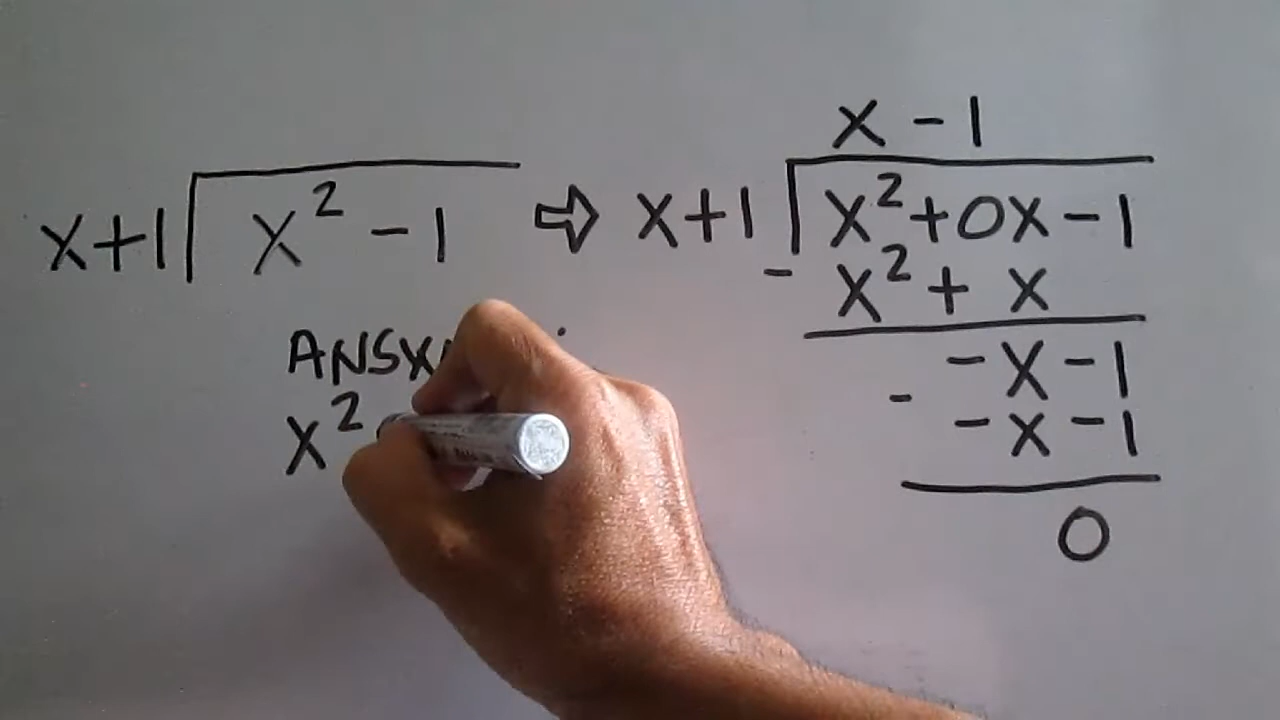 x+1 x² -1 ⇨ x+1
x - 1
x² + 0x - 1
- x² + x
- x - 1
- - x - 1
0
x²